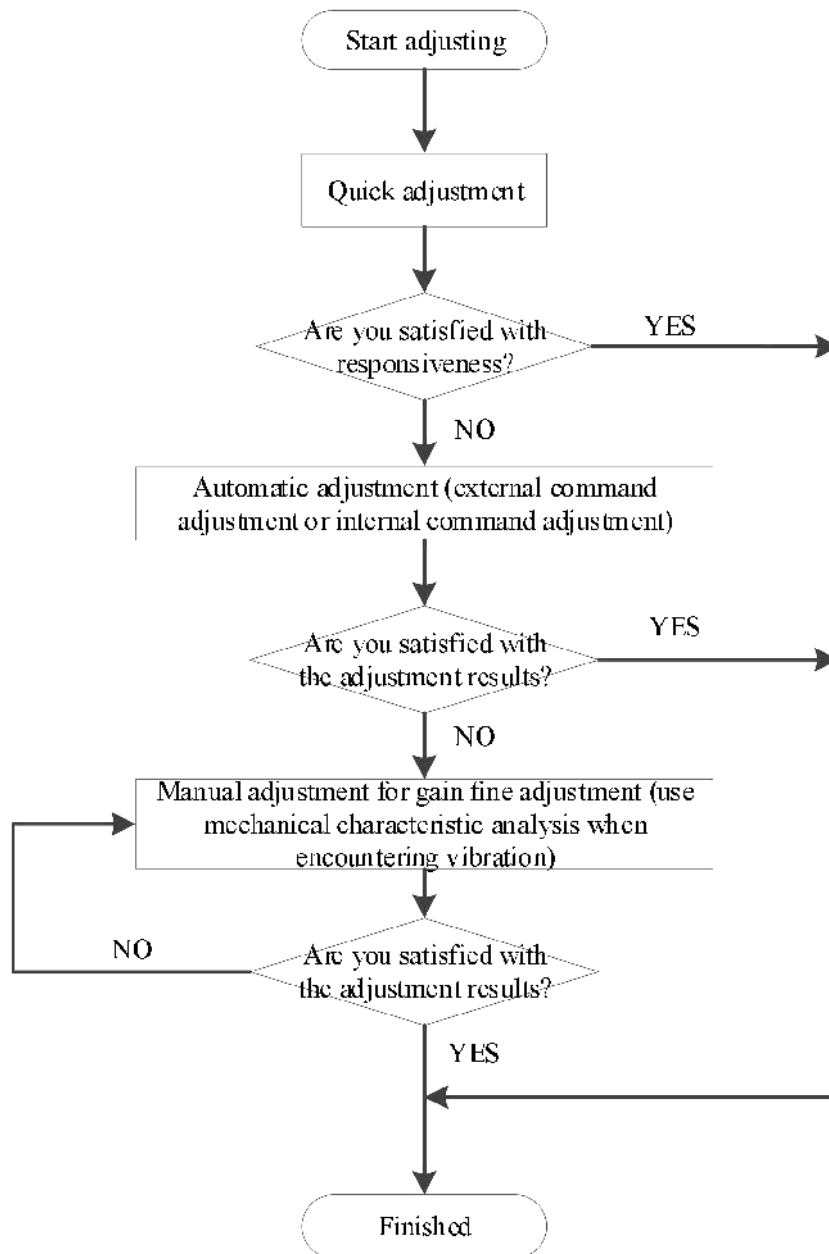 Start adjusting
Quick adjustment
Are you satisfied with
responsiveness?
YES
NO
Automatic adjustment (external command
adjustment or internal command adjustment)
Are you satisfied with
the adjustment results?
YES
NO
Manual adjustment for gain fine adjustment (use
mechanical characteristic analysis when
encountering vibration)
NO
Are you satisfied with
the adjustment results?
YES
Finished